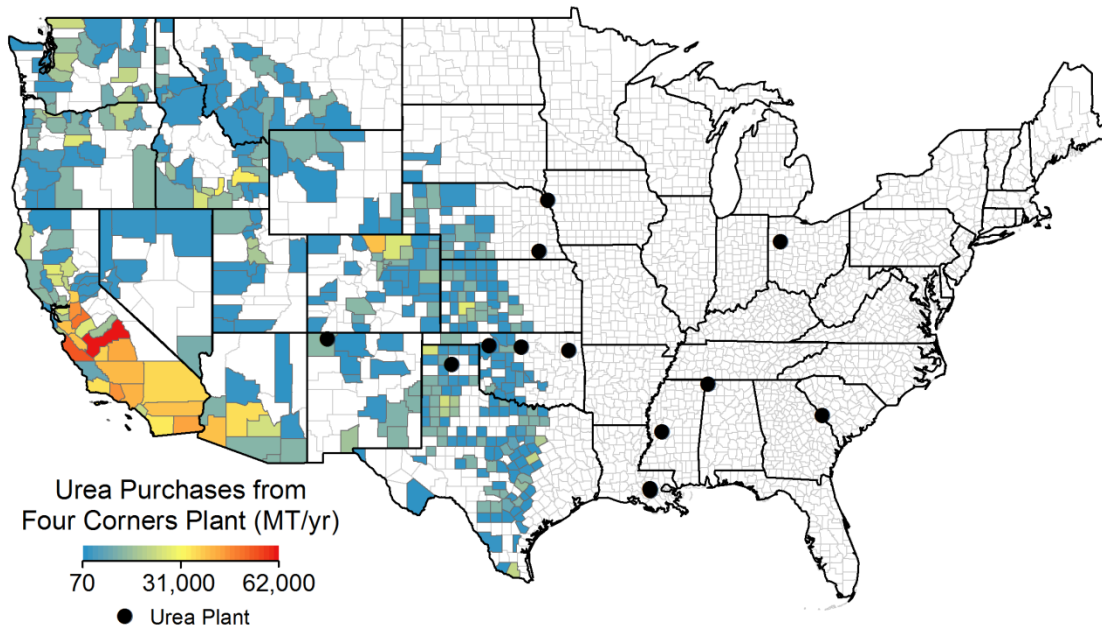 Urea Purchases from
Four Corners Plant (MT/yr)
70 31,000 62,000
Urea Plant